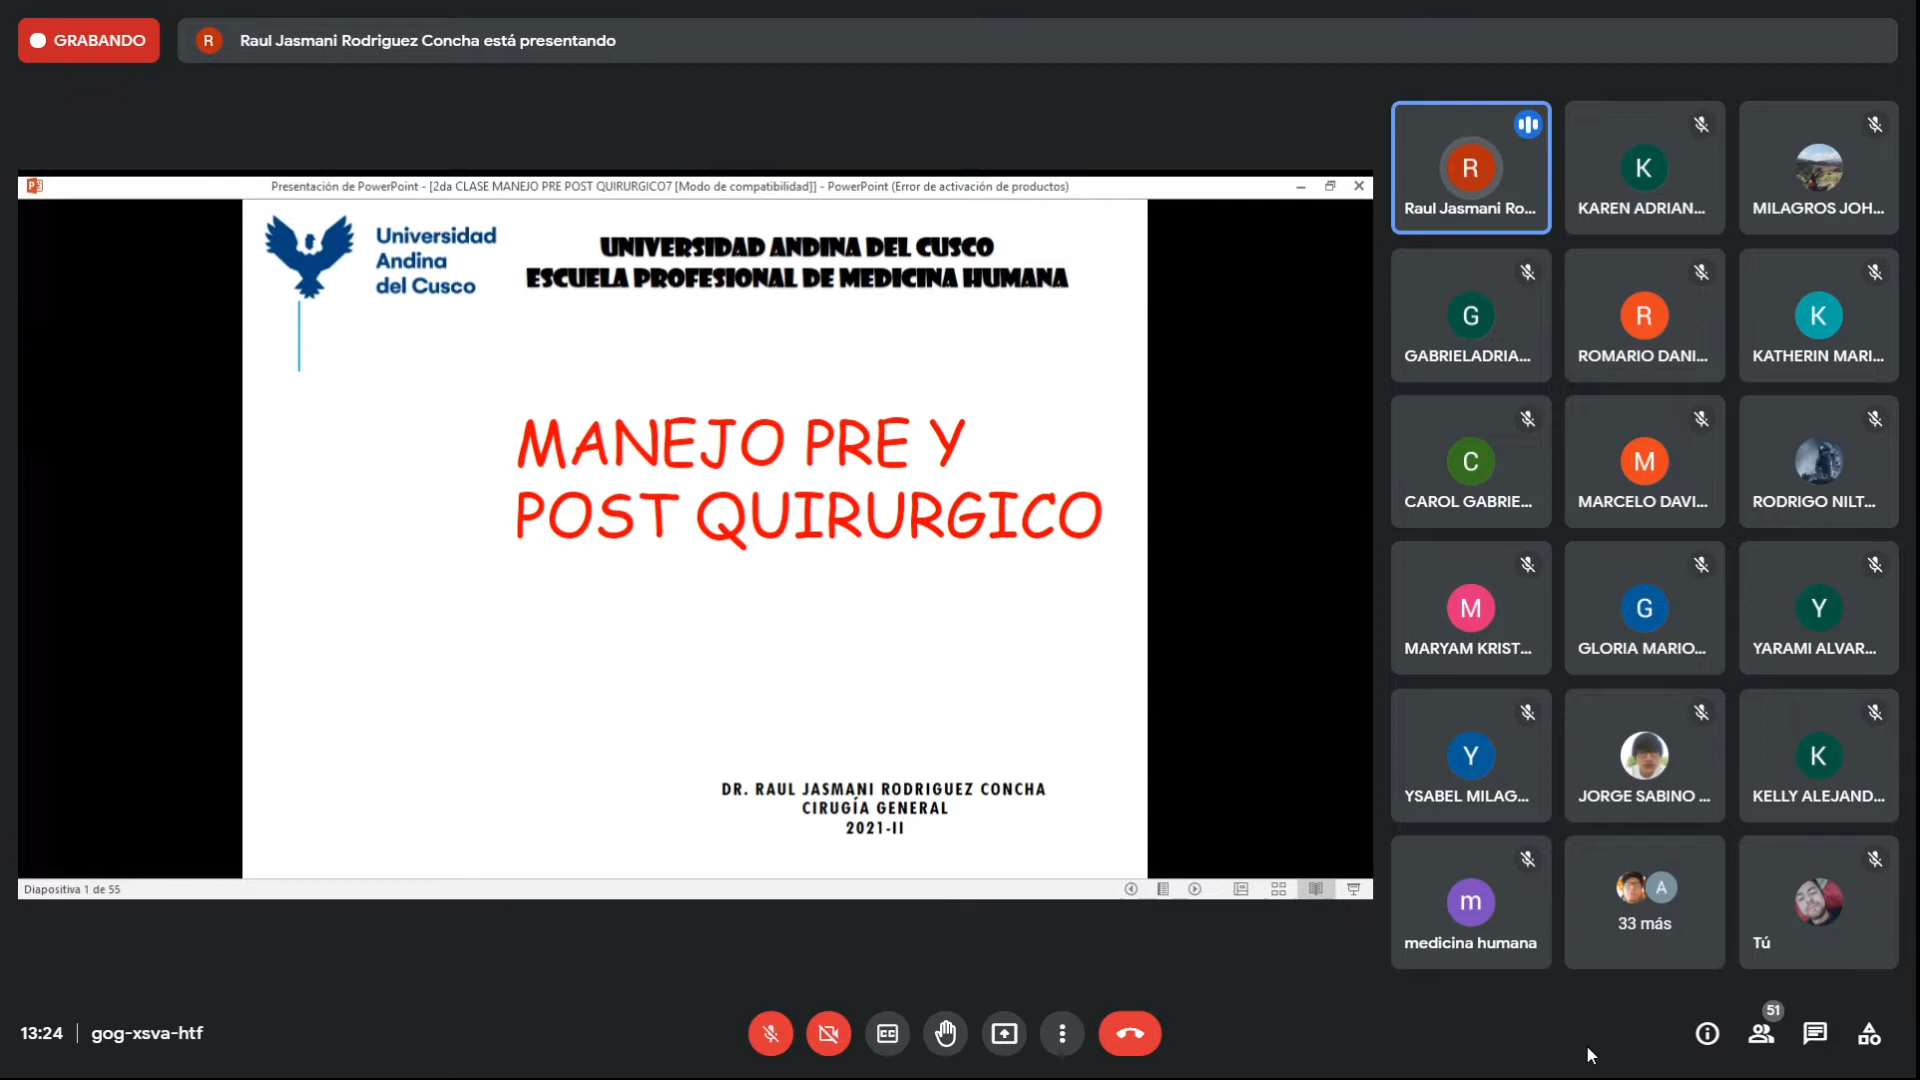 GRABANDO
R
Raul Jasmani Rodriguez Concha está presentando
Presentación de PowerPoint - [2da CLASE MANEJO PRE POST QUIRURGICO7 [Modo de compatibilidad]] - PowerPoint (Error de activación de productos)
Universidad
Andina
del Cusco
UNIVERSIDAD ANDINA DEL CUSCO
ESCUELA PROFESIONAL DE MEDICINA HUMANA
MANEJO PRE Y
POST QUIRURGICO
DR. RAUL JASMANI RODRIGUEZ CONCHA
CIRUGÍA GENERAL
2021-II
Diapositiva 1 de 55
R
Raul Jasmani Ro...
K
KAREN ADRIAN...
MILAGROS JOH...
G
GABRIELADRIA...
R
ROMARIO DANI...
K
KATHERIN MARI...
C
CAROL GABRIE...
M
MARCELO DAVI...
RODRIGO NILT...
M
MARYAM KRIST...
G
GLORIA MARIO...
Y
YARAMI ALVAR...
Y
YSABEL MILAG...
JORGE SABINO ...
K
KELLY ALEJAND...
m
medicina humana
A
33 más
Tú
13:24
gog-xsva-htf
51